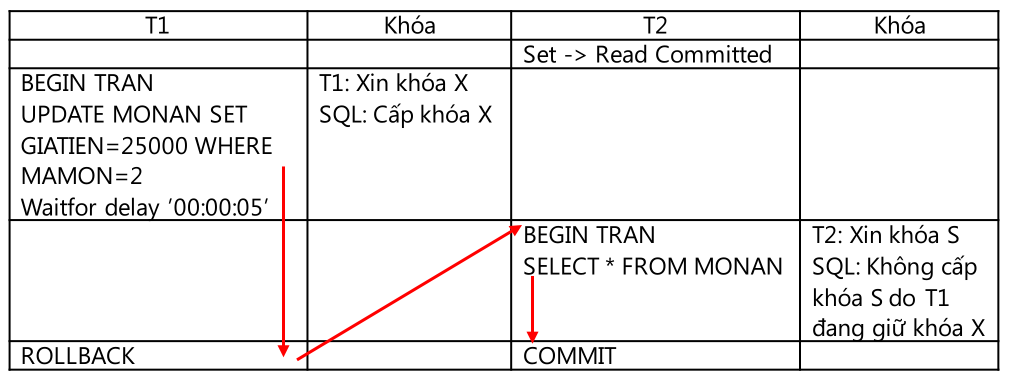 T1 Khóa T2 Khóa
Set -> Read Committed
BEGIN TRAN
UPDATE MONAN SET
GIATIEN=25000 WHERE
MAMON=2
Waitfor delay '00:00:05'
T1: Xin khóa X
SQL: Cấp khóa X
BEGIN TRAN
SELECT * FROM MONAN
T2: Xin khóa S
SQL: Không cấp
khóa S do T1
đang giữ khóa X
ROLLBACK COMMIT